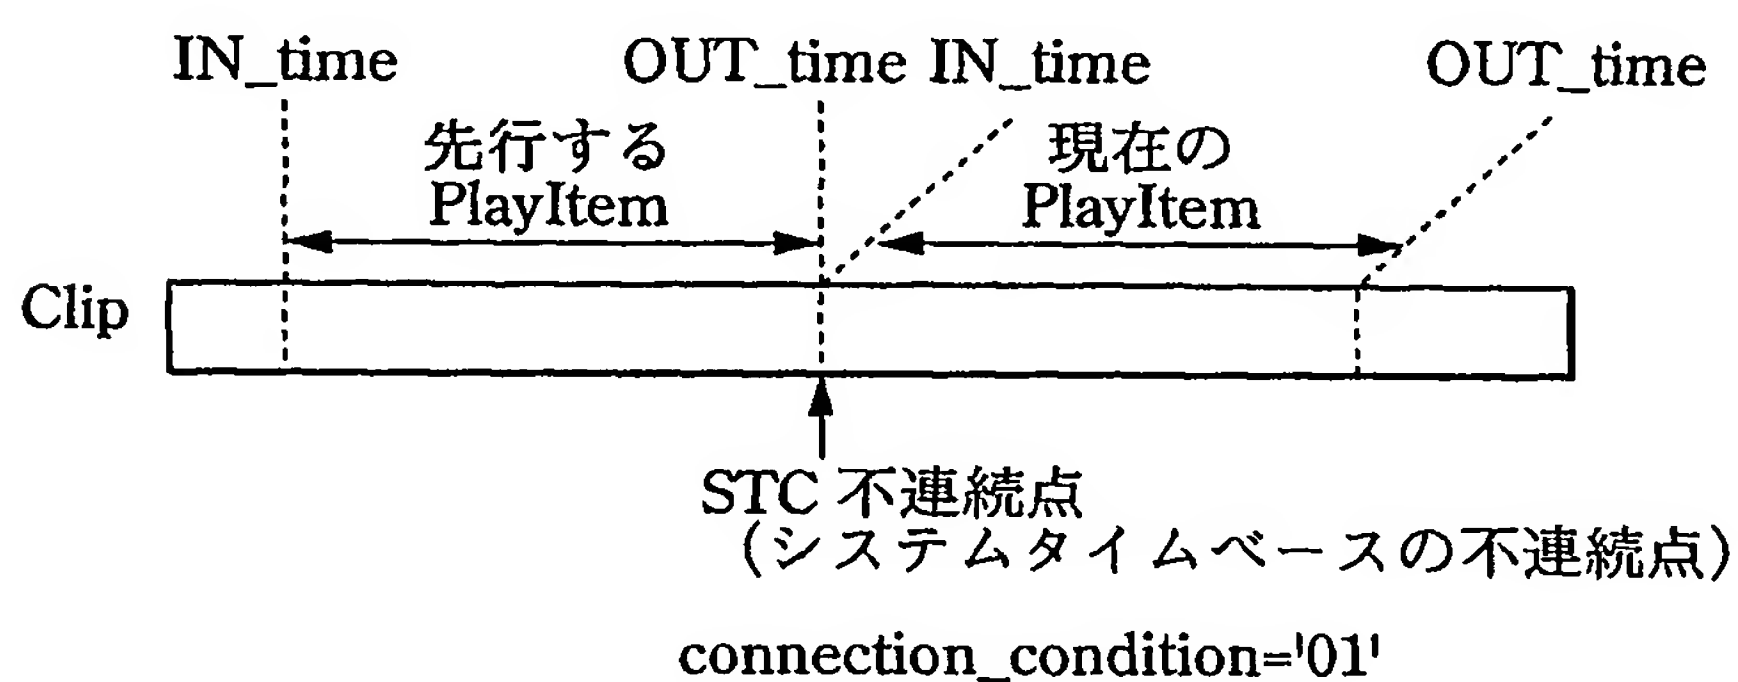 IN_time OUT_time IN_time OUT_time
先行する 現在の
PlayItem PlayItem
Clip
STC 不連続点
(システムタイムベースの不連続点)
connection_condition='01'